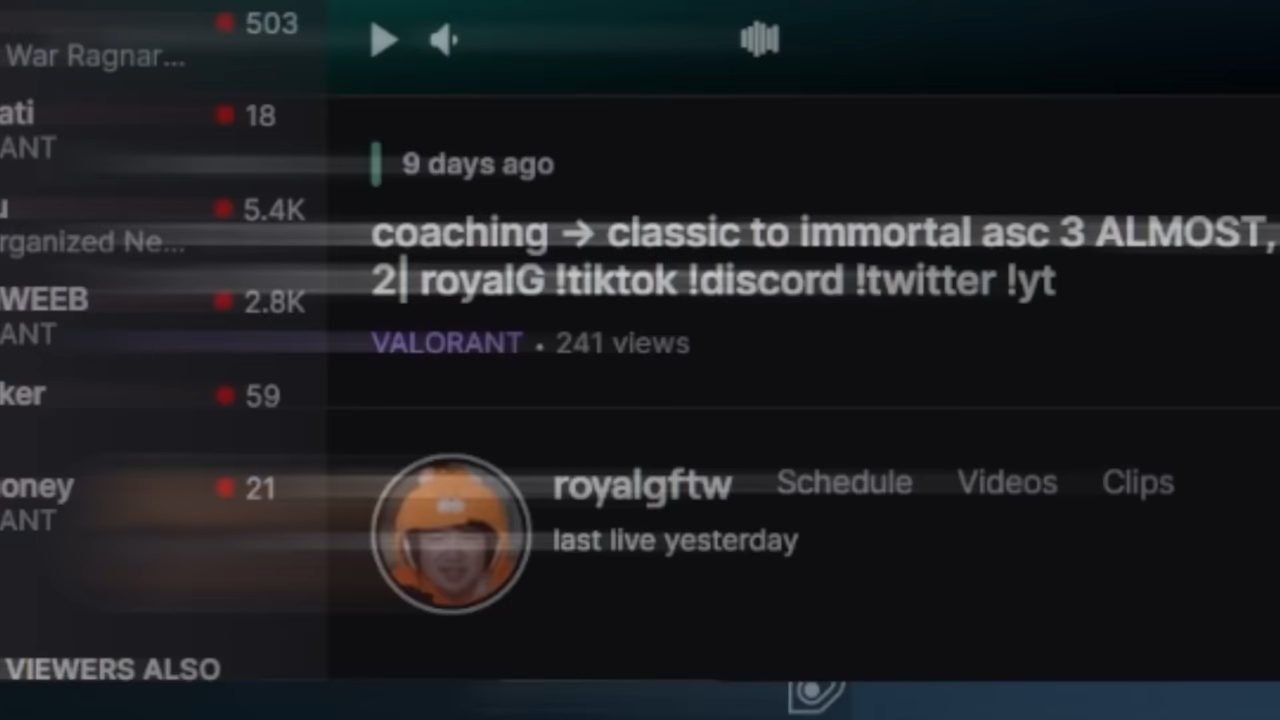 503
War Ragnar...
ati
18
ANT
5.4K
rganized Ne...
WEEB
2.8K
ANT
ker
59
oney
21
ANT
VIEWERS ALSO
9 days ago
coaching → classic to immortal asc 3 ALMOST,
2| royalG !tiktok !discord !twitter !yt
VALORANT • 241 views
royalgftw Schedule Videos Clips
last live yesterday